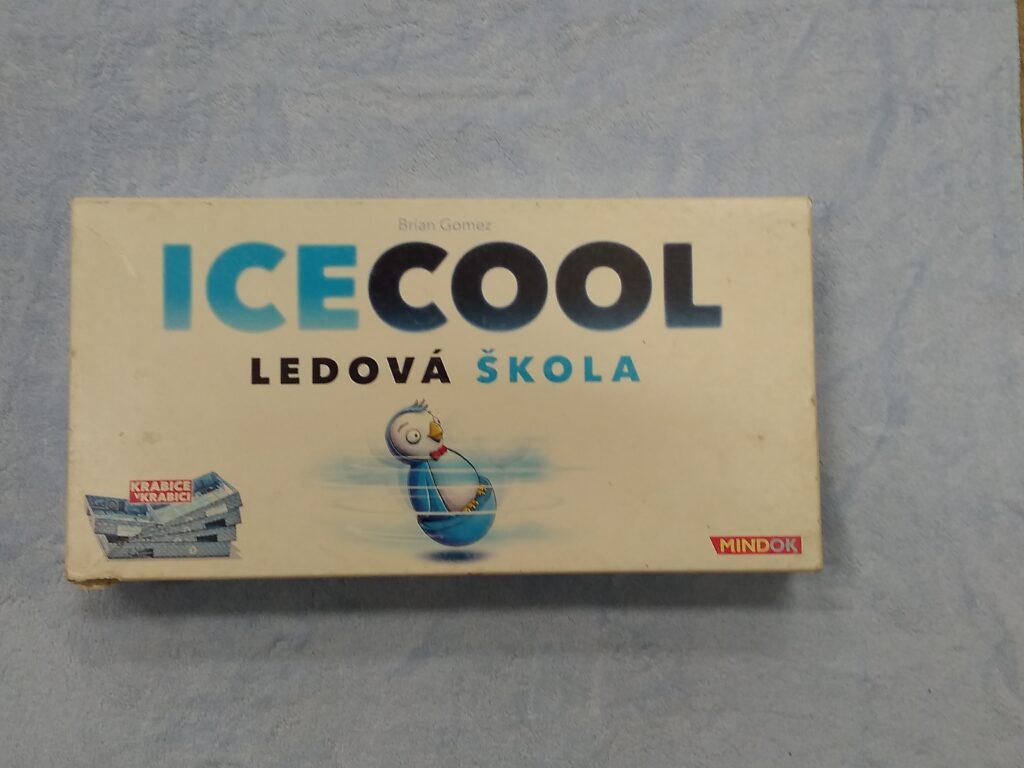 Brian Gomez
ICECOOL
LEDOVÁ ŠKOLA
KRABICE
V KRABICI
MINDOK